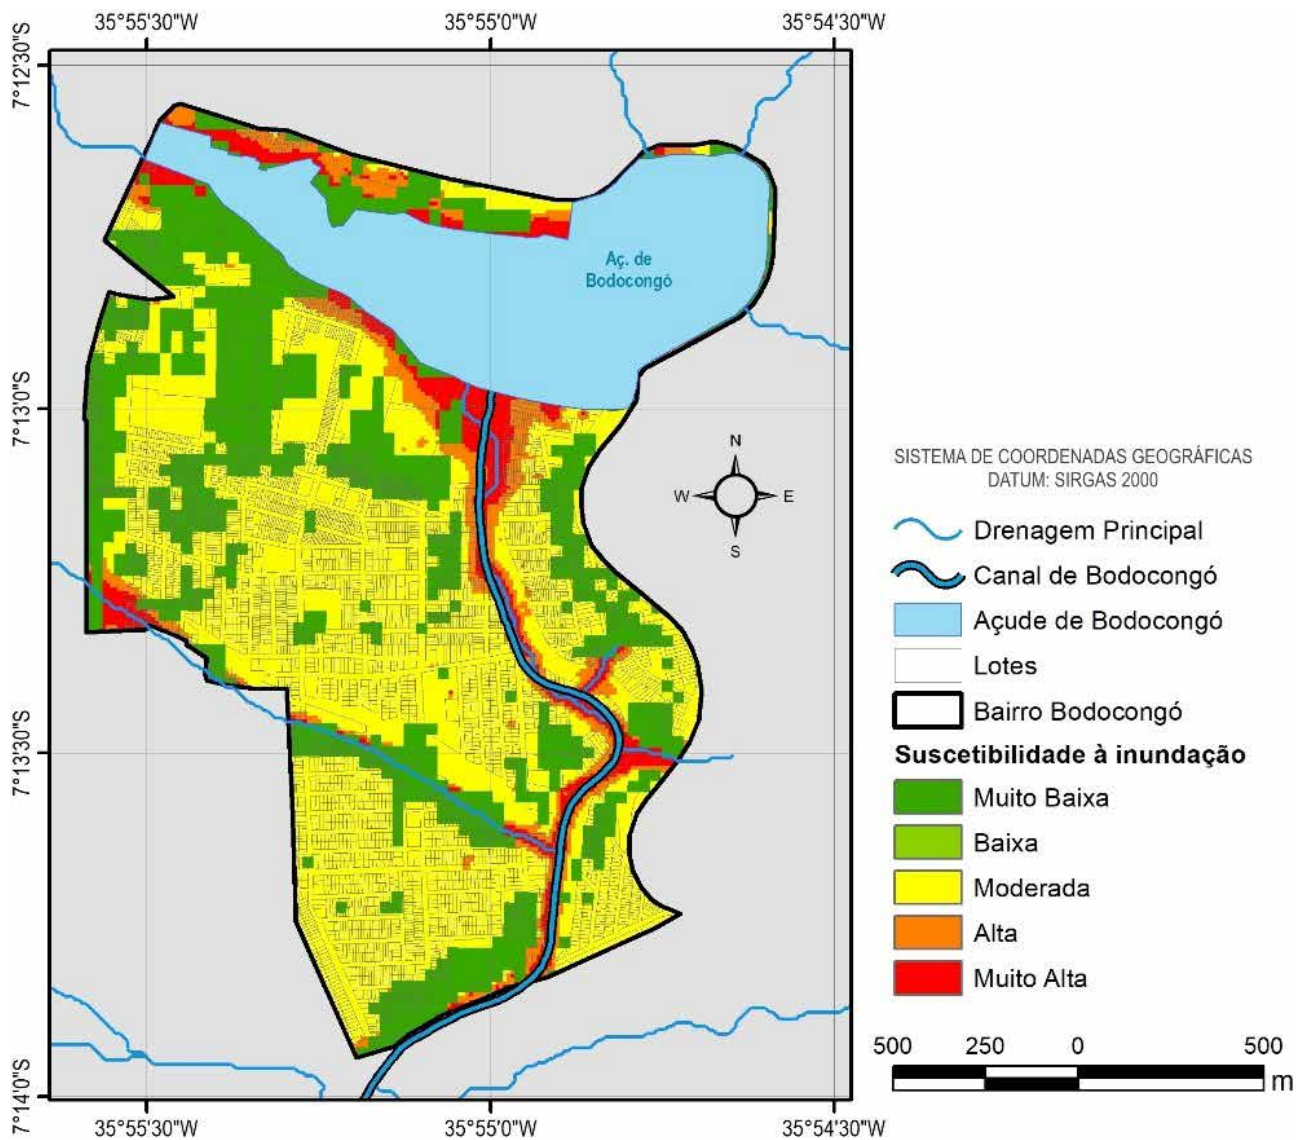 35°55'30"W
35°55'0"W
35°54'30"W
7°12'30"S
7°13'0"S
7°13'30"S
7°14'0"S
Aç. de
Bodocongó
N
W
E
S
SISTEMA DE COORDENADAS GEOGRÁFICAS
DATUM: SIRGAS 2000
Drenagem Principal
Canal de Bodocongó
Açude de Bodocongó
Lotes
Bairro Bodocongó
Suscetibilidade à inundação
Muito Baixa
Baixa
Moderada
Alta
Muito Alta
500 250 0 500
m
35°55'30"W
35°55'0"W
35°54'30"W